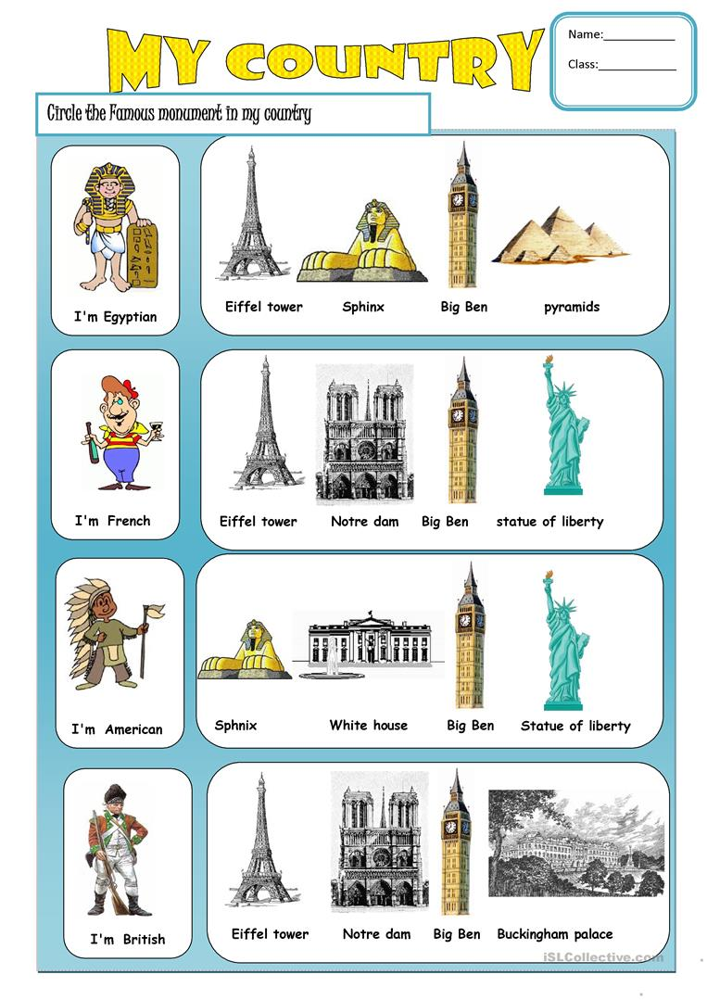 MY COUNTRY
Name:___________
Class:____________
Circle the Famous monument in my country
I'm Egyptian
Eiffel tower Sphinx Big Ben pyramids
I'm French
Eiffel tower Notre dam Big Ben statue of liberty
I'm American
Sphnix White house Big Ben Statue of liberty
I'm British
Eiffel tower Notre dam Big Ben Buckingham palace
iSLCollective.com